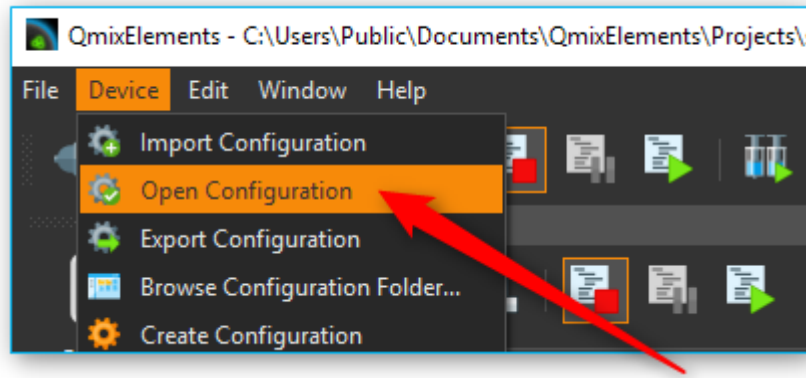 QmixElements - C:\Users\Public\Documents\QmixElements\Projects\
File Device Edit Window Help
Import Configuration
Open Configuration
Export Configuration
Browse Configuration Folder...
Create Configuration